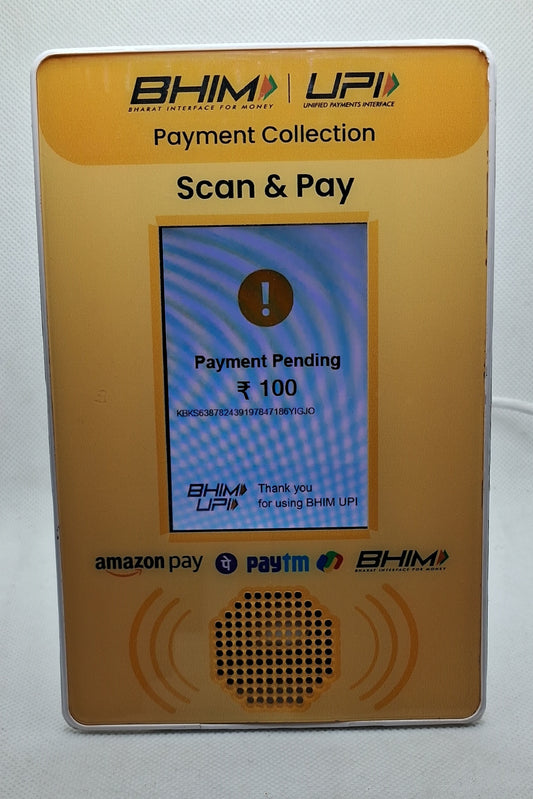 BHIM | UPI
BHARAT INTERFACE FOR MONEY UNIFIED PAYMENTS INTERFACE
Payment Collection
Scan & Pay
!
Payment Pending
₹ 100
KBKS638782439197847186YIGJO
BHIM Thank you
UPI for using BHIM UPI
amazon pay पे paytm BHIM
BHARAT INTERFACE FOR MONEY